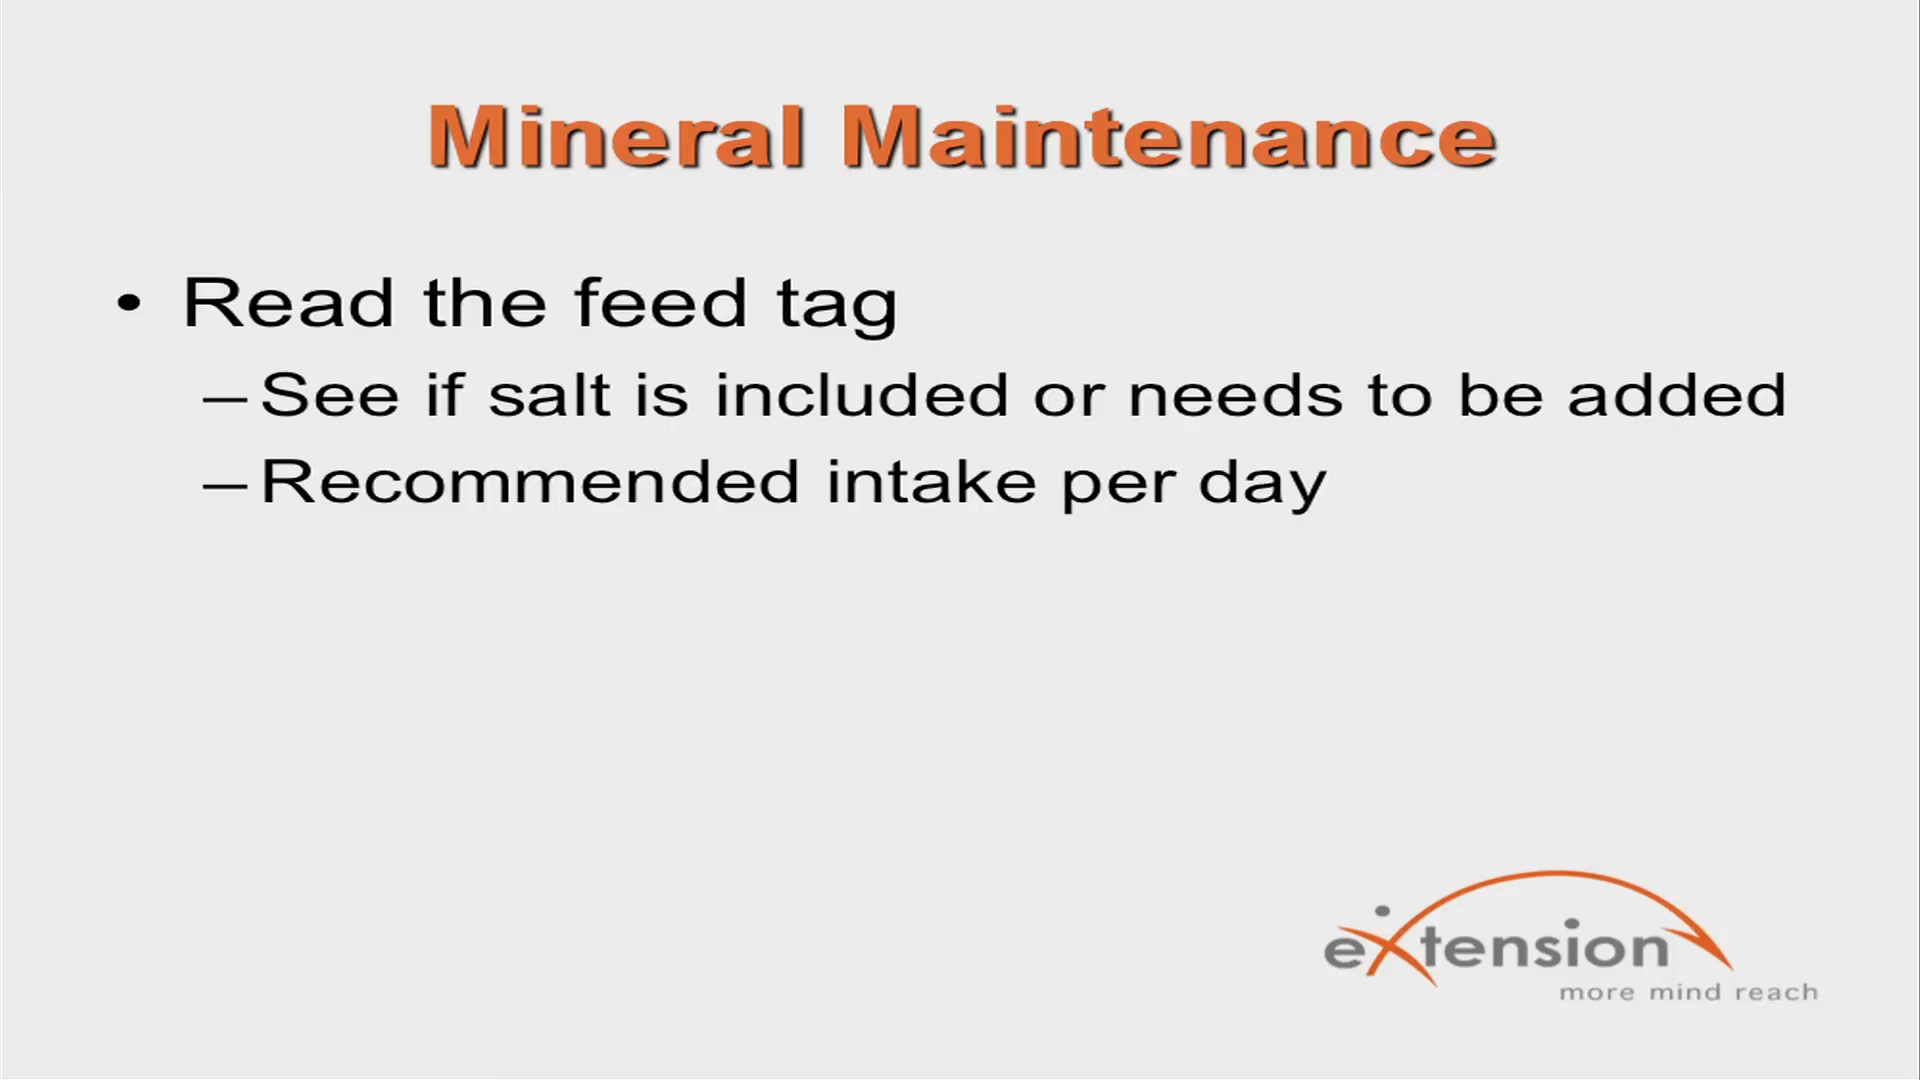 Mineral Maintenance
• Read the feed tag
– See if salt is included or needs to be added
– Recommended intake per day
eXtension
more mind reach